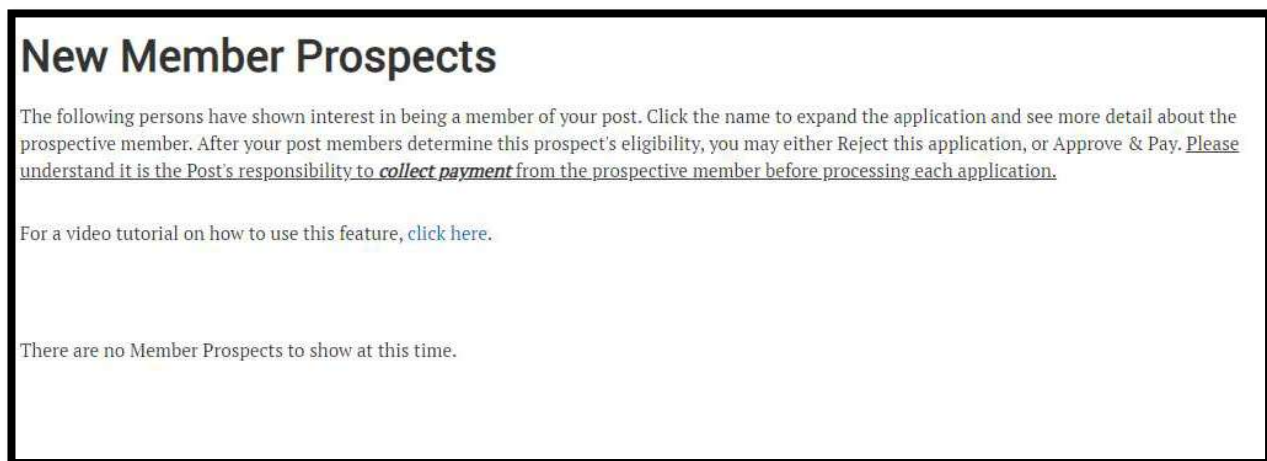 New Member Prospects
The following persons have shown interest in being a member of your post. Click the name to expand the application and see more detail about the
prospective member. After your post members determine this prospect's eligibility, you may either Reject this application, or Approve & Pay. Please
understand it is the Post's responsibility to collect payment from the prospective member before processing each application.
For a video tutorial on how to use this feature, click here.
There are no Member Prospects to show at this time.